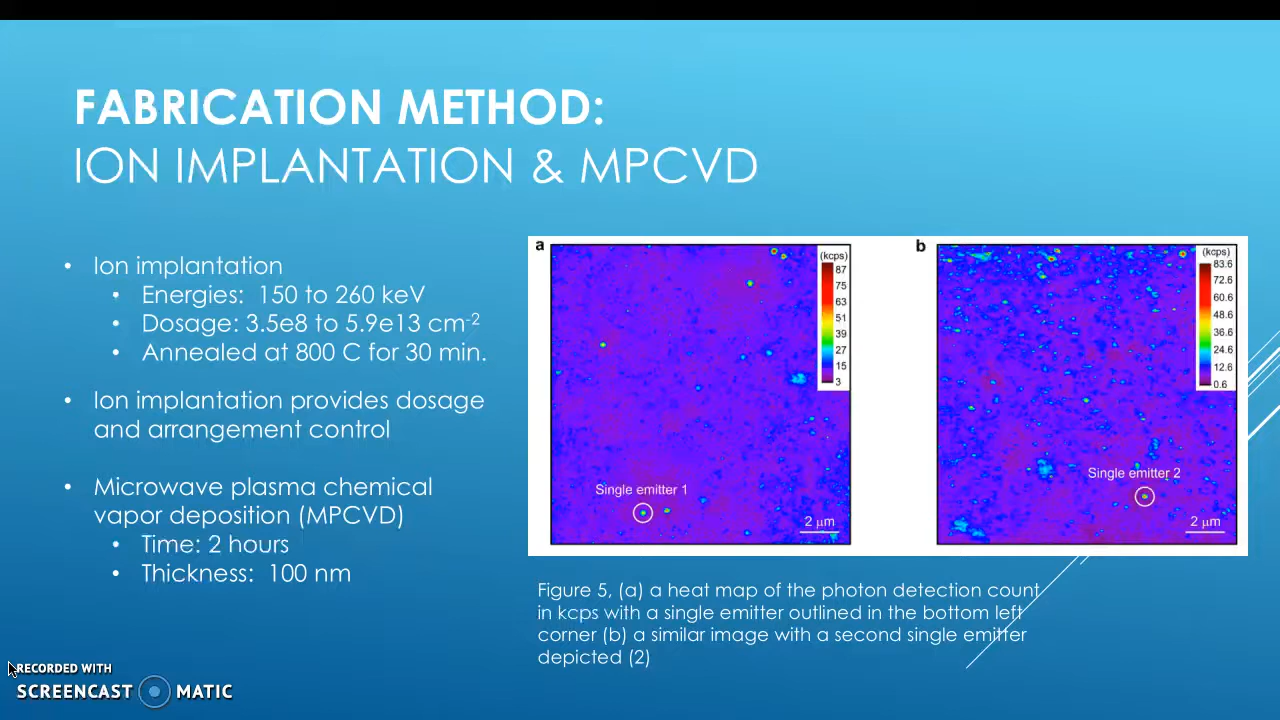 FABRICATION METHOD:
ION IMPLANTATION & MPCVD
• Ion implantation
• Energies: 150 to 260 keV
• Dosage: 3.5e8 to 5.9e13 cm-2
• Annealed at 800 C for 30 min.
• Ion implantation provides dosage
and arrangement control
• Microwave plasma chemical
vapor deposition (MPCVD)
• Time: 2 hours
• Thickness: 100 nm
a
(kcps)
87
75
63
51
39
27
15
3
Single emitter 1
2 μm
b
(kcps)
83.6
72.6
60.6
48.6
36.6
24.6
12.6
0.6
Single emitter 2
2 μm
Figure 5, (a) a heat map of the photon detection count
in kcps with a single emitter outlined in the bottom left
corner (b) a similar image with a second single emitter
depicted (2)
RECORDED WITH
SCREENCAST MATIC